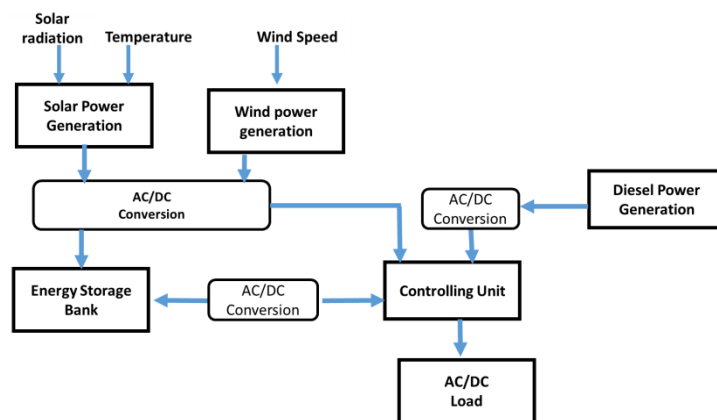 Solar
radiation
Temperature
Wind Speed
Solar Power
Generation
Wind power
generation
AC/DC
Conversion
AC/DC
Conversion
Diesel Power
Generation
Energy Storage
Bank
AC/DC
Conversion
Controlling Unit
AC/DC
Load